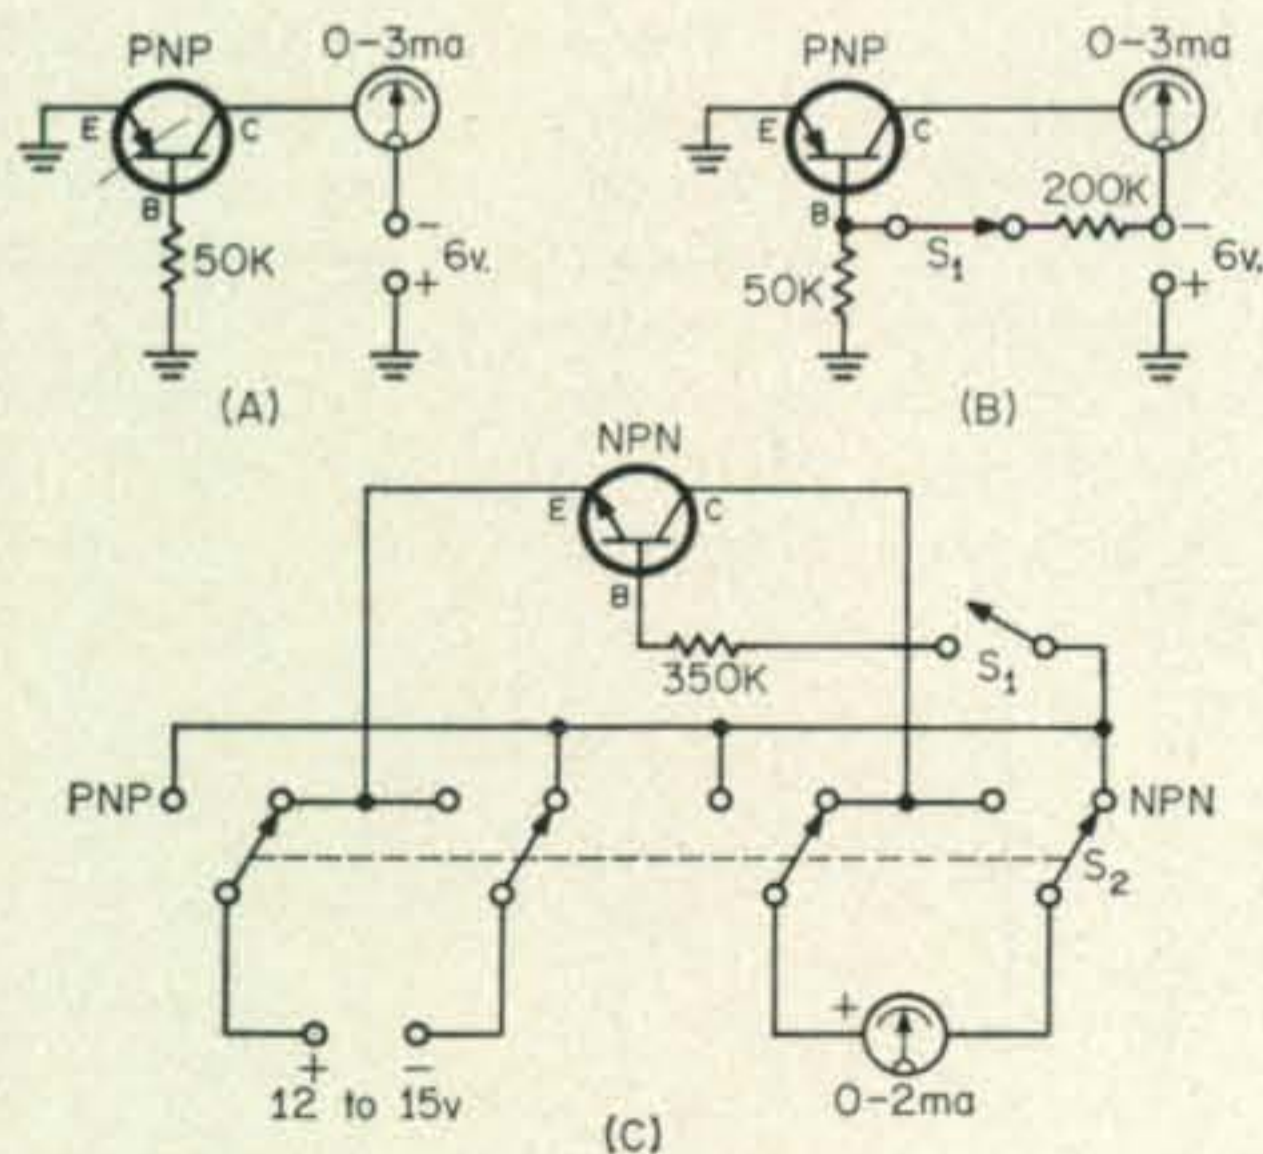 PNP
0-3ma
E
C
B
50K
-
6v.
+
(A)
PNP
0-3ma
E
C
B
200K
S1
-
6v.
50K
+
(B)
NPN
E
C
B
350K
S1
PNP
NPN
S2
+
+ -
12 to 15v
0-2ma
(C)